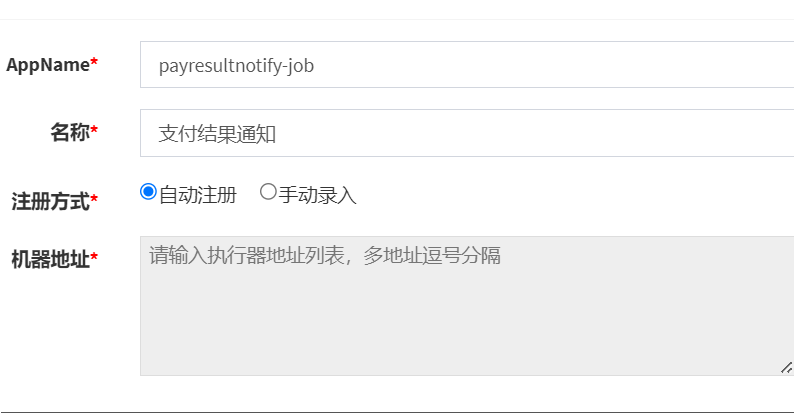 AppName* payresultnotify-job
名称* 支付结果通知
注册方式* 自动注册 手动录入
机器地址* 请输入执行器地址列表，多地址逗号分隔